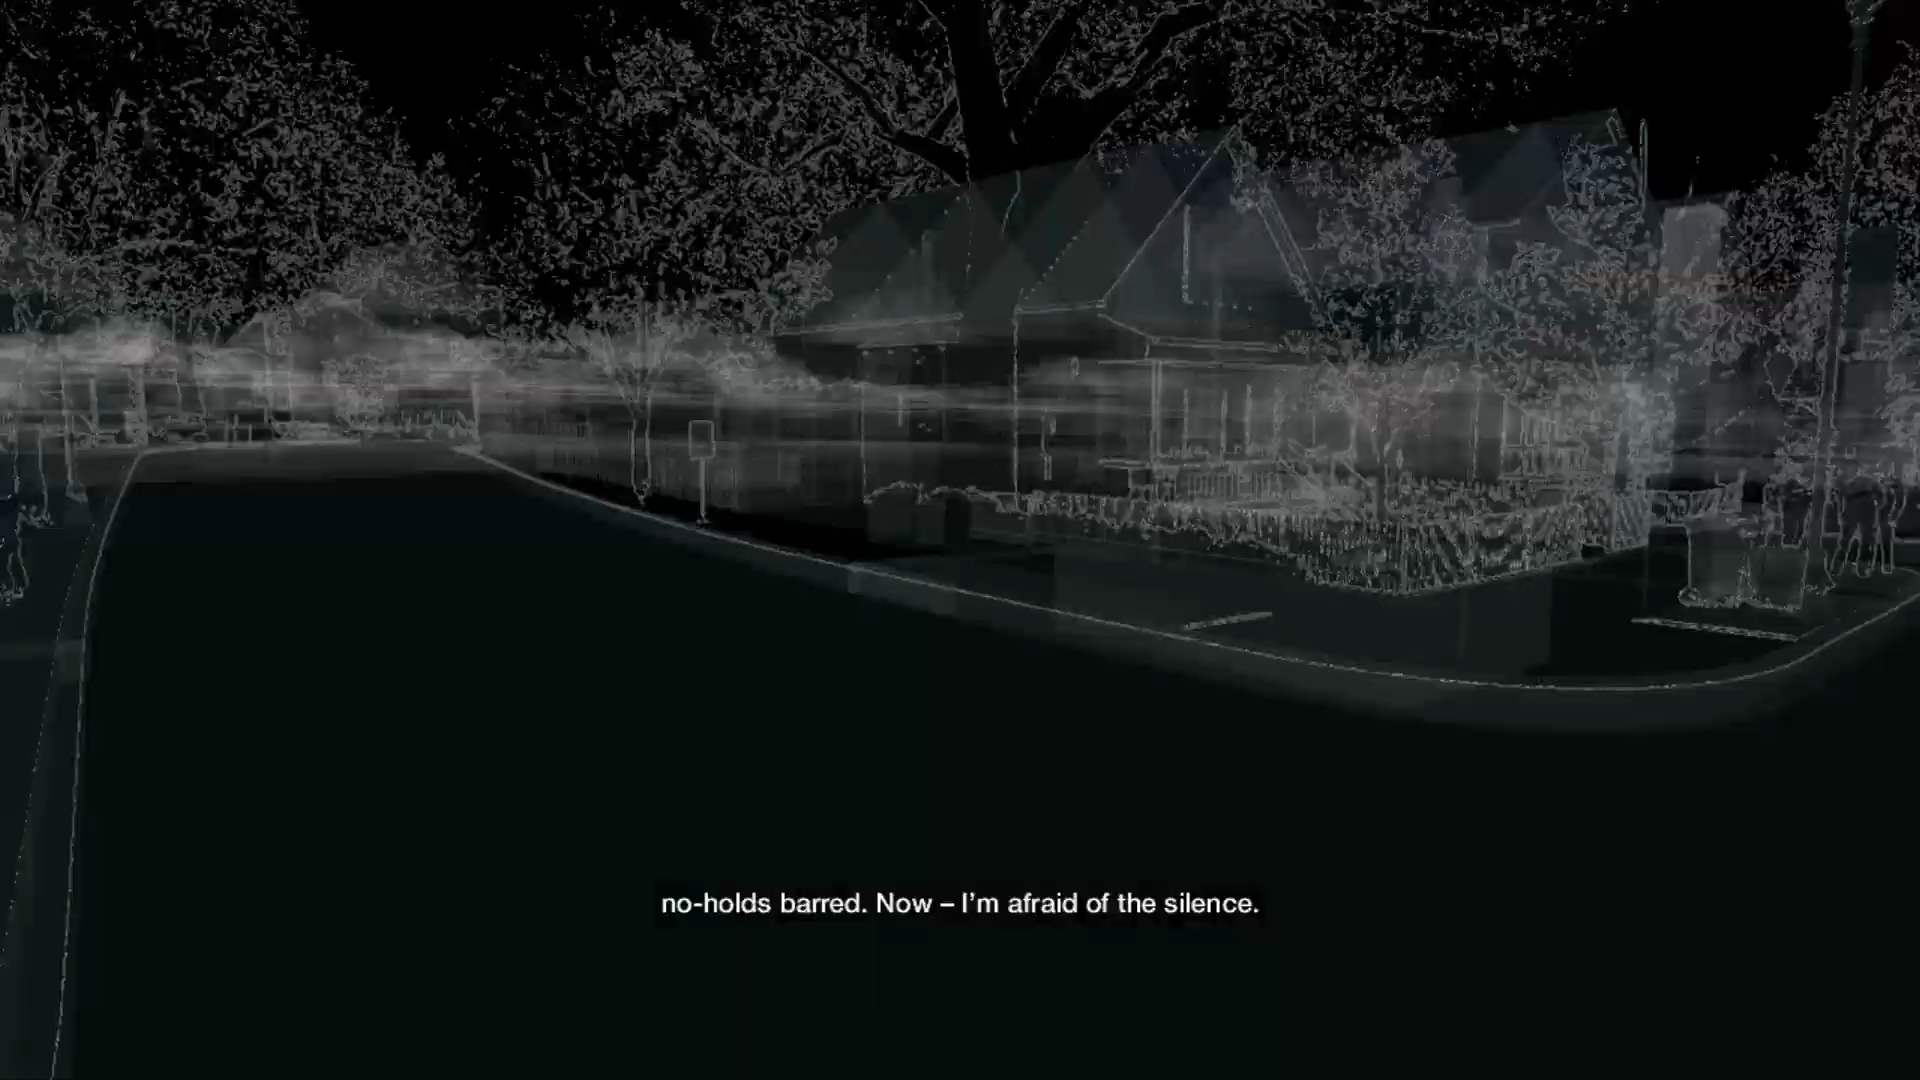 no-holds barred. Now – I’m afraid of the silence.